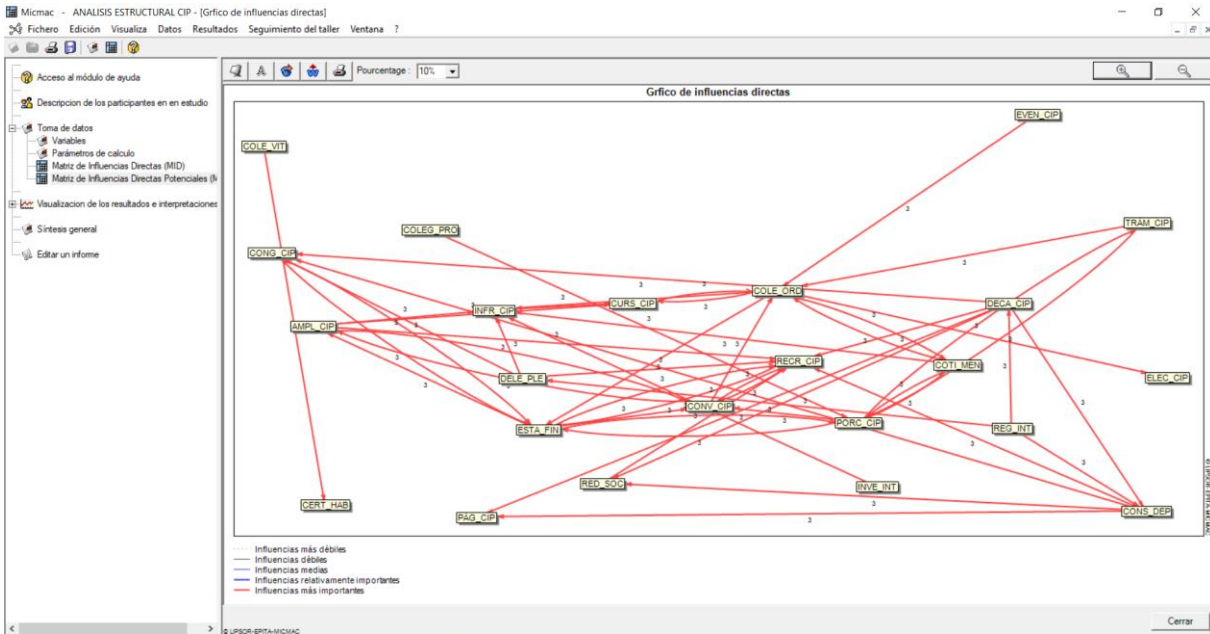 Micmac - ANALISIS ESTRUCTURAL CIP - [Grfico de influencias directas]
Fichero Edición Visualiza Datos Resultados Seguimiento del taller Ventana ?
Acceso al módulo de ayuda
Descripcion de los participantes en en estudio
Toma de datos
Variables
Parámetros de calculo
Matriz de Influencias Directas (MID)
Matriz de Influencias Directas Potenciales (M
Visualizacion de los resultados e interpretaciones
Síntesis general
Editar un informe
Pourcentage : 10%
Grfico de influencias directas
EVEN_CIP
COLE_VIT
COLEG_PRO
TRAM_CIP
CONG_CIP
COLE_ORD
CURS_CIP
DECA_CIP
INFR_CIP
AMPL_CIP
RECR_CIP
COTI_MEN
DELE_PLE
ELEC_CIP
CONV_CIP
PORC_CIP
REG_INT
ESTA_FIN
RED_SOC
INVE_INT
CERT_HAB
PAG_CIP
CONS_DEP
Influencias más débiles
Influencias débiles
Influencias medias
Influencias relativamente importantes
Influencias más importantes
© LIPSOR-EPITA-MICMAC
© LIPSOR-EPITA-MICMAC
Cerrar